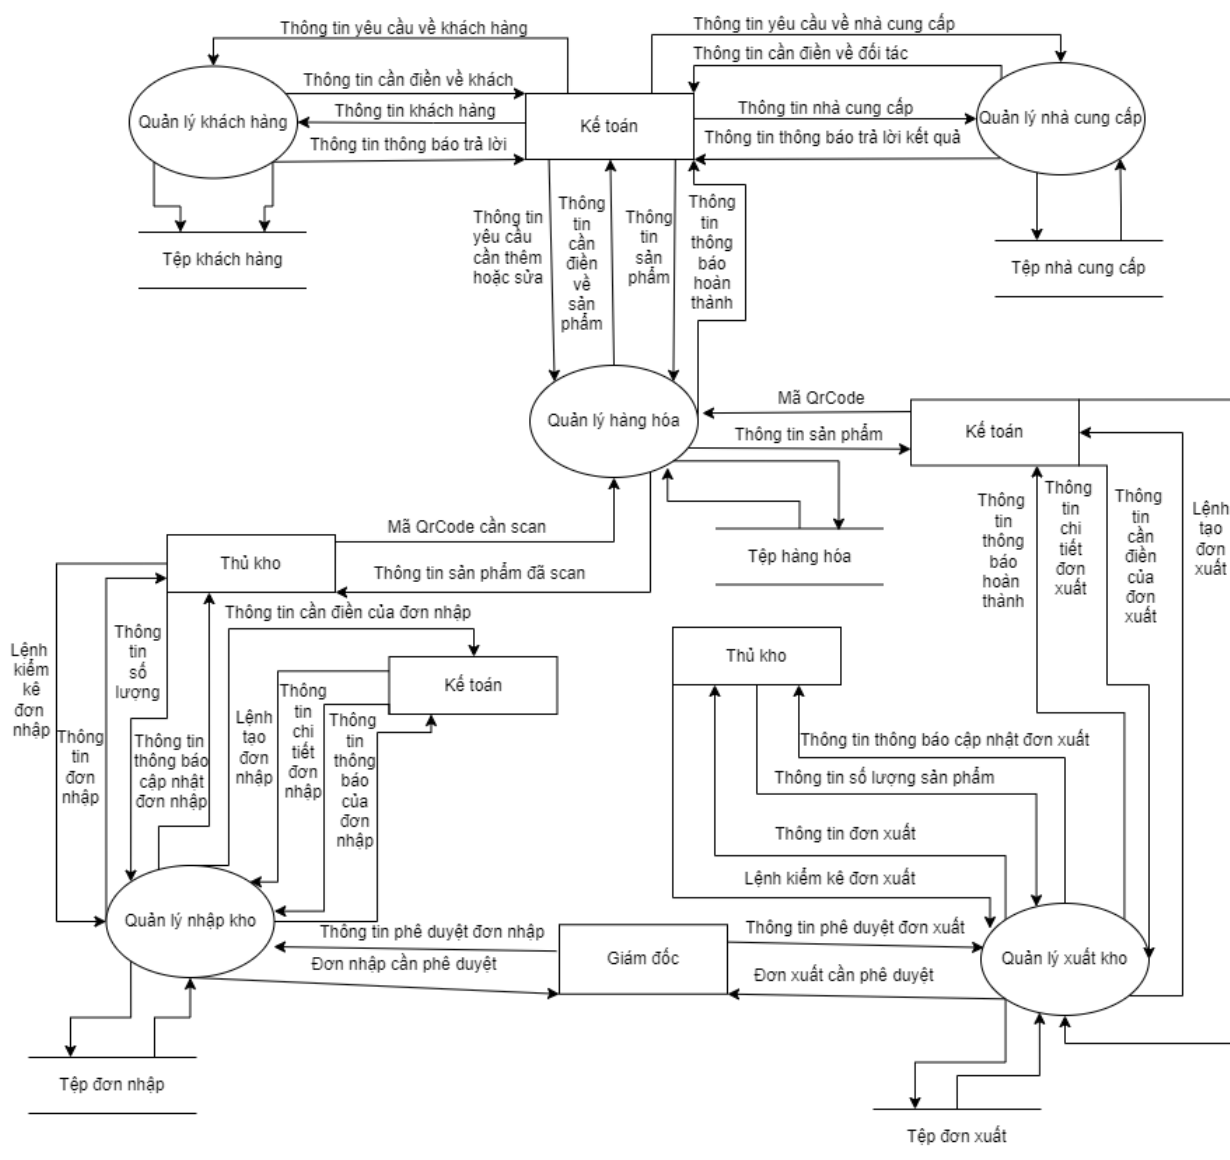 Thông tin yêu cầu về khách hàng
Thông tin yêu cầu về nhà cung cấp
Thông tin cần điền về đối tác
Thông tin cần điền về khách
Thông tin khách hàng
Thông tin nhà cung cấp
Quản lý khách hàng
Kế toán
Quản lý nhà cung cấp
Thông tin thông báo trả lời
Thông tin thông báo trả lời kết quả
Tệp khách hàng
Tệp nhà cung cấp
Thông tin
yêu cầu
cần thêm
hoặc sửa
Thông
tin
cần
điền
về
sản
phẩm
Thông
tin
sản
phẩm
Thông
tin
thông
báo
hoàn
thành
Quản lý hàng hóa
Mã QrCode
Thông tin sản phẩm
Kế toán
Mã QrCode cần scan
Tệp hàng hóa
Thủ kho
Thông tin sản phẩm đã scan
Thông
tin
thông
báo
hoàn
thành
Thông
tin
chi
tiết
đơn
xuất
Thông
tin
cần
điền
của
đơn
xuất
Lệnh
tạo
đơn
xuất
Thông tin cần điền của đơn nhập
Lệnh
kiểm
kê
đơn
nhập
Thông
tin
số
lượng
Kế toán
Thủ kho
Thông
tin
đơn
nhập
Thông tin
thông báo
cập nhật
đơn nhập
Lệnh
tạo
đơn
nhập
Thông
tin
chi
tiết
đơn
nhập
Thông
tin
thông
báo
của
đơn
nhập
Thông tin thông báo cập nhật đơn xuất
Thông tin số lượng sản phẩm
Thông tin đơn xuất
Lệnh kiểm kê đơn xuất
Quản lý nhập kho
Thông tin phê duyệt đơn nhập
Đơn nhập cần phê duyệt
Giám đốc
Thông tin phê duyệt đơn xuất
Đơn xuất cần phê duyệt
Quản lý xuất kho
Tệp đơn nhập
Tệp đơn xuất